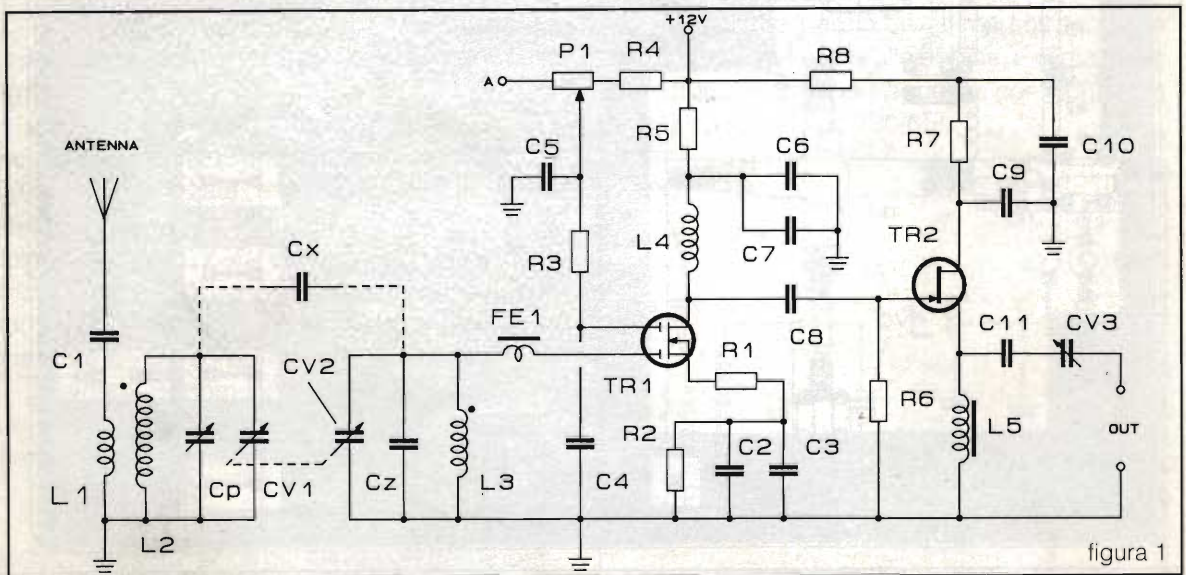 +12V
P1
R4
R8
A
R5
R7
C10
ANTENNA
C5
C6
C9
Cx
L4
C7
TR2
R3
FE1
C8
C11
CV3
C1
CV2
TR1
R1
R6
L5
OUT
R2
C2
C3
L1
Cp
CV1
Cz
L3
C4
L2
figura 1